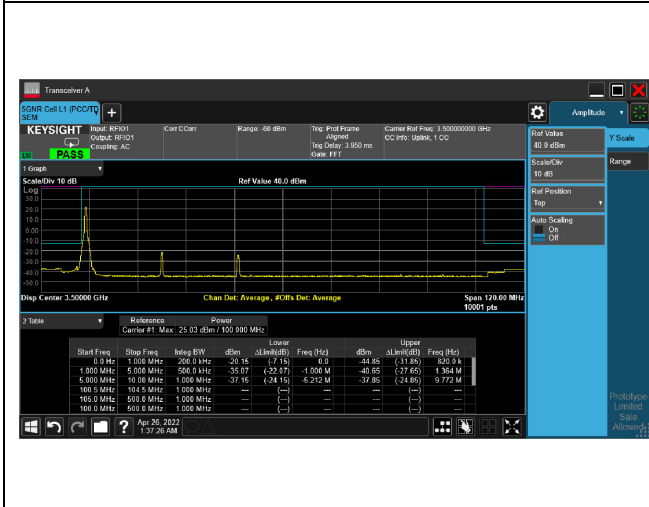 Transceiver A
5GNR Cell L1 (PCC/TD
SEM
Amplitude
KEYSIGHT
Input: RFIO1
Output: RFIO1
Coupling: AC
Corr CCorr
Range: -60 dBm
Trig: Prot Frame
Aligned
Trig Delay: 3.950 ms
Gate: FFT
Carrier Ref Freq: 3.500000000 GHz
CC Info: Uplink, 1 CC
PASS
Ref Value
40.0 dBm
Y Scale
Scale/Div
10 dB
Range
Ref Position
Top
Auto Scaling
On
Off
1 Graph
Scale/Div 10 dB
Ref Value 40.0 dBm
Log
30.0
20.0
10.0
0.00
-10.0
-20.0
-30.0
-40.0
-50.0
Disp Center 3.50000 GHz
Chan Det: Average, #Offs Det: Average
Span 120.00 MHz
10001 pts
2 Table
Reference Power
Carrier #1: Max 25.03 dBm / 100.000 MHz
Lower Upper
Start Freq Stop Freq Integ BW dBm ΔLimit(dB) Freq (Hz) dBm ΔLimit(dB) Freq (Hz)
0.0 Hz 1.000 MHz 200.0 kHz -20.15 (-7.15) 0.0 -44.85 (-31.85) 820.0 k
1.000 MHz 5.000 MHz 500.0 kHz -35.07 (-22.07) -1.000 M -40.65 (-27.65) 1.364 M
5.000 MHz 10.00 MHz 1.000 MHz -37.15 (-24.15) -5.212 M -37.85 (-24.85) 9.772 M
100.5 MHz 104.5 MHz 1.000 MHz --- (---) --- (---)
105.0 MHz 500.0 MHz 1.000 MHz --- (---) --- (---)
100.0 MHz 500.0 MHz 1.000 MHz --- (---) --- (---)
Prototype
Limited
Sale
Allowed
Apr 26, 2022
1:37:26 AM